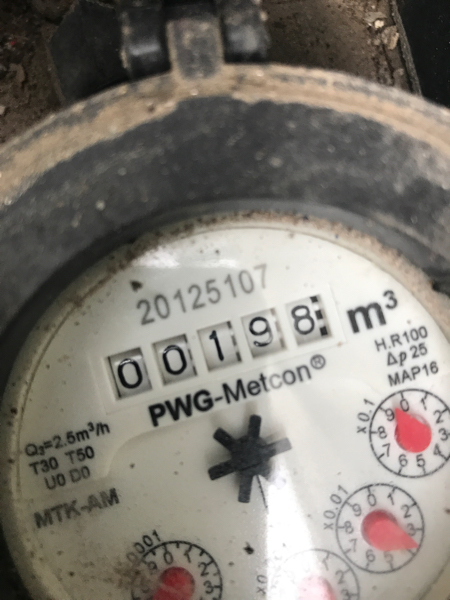 20125107
00198 m³
PWG-Metcon®
H.R100
Δp 25
MAP16
Q₃=2.5m³/h
T30 T50
U0 D0
MTK-AM
x0.1
x0.01